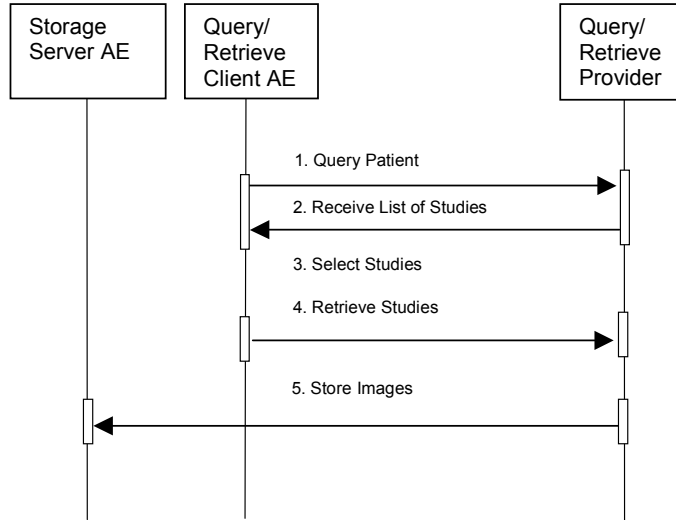 Storage
Server AE
Query/
Retrieve
Client AE
Query/
Retrieve
Provider
1. Query Patient
2. Receive List of Studies
3. Select Studies
4. Retrieve Studies
5. Store Images